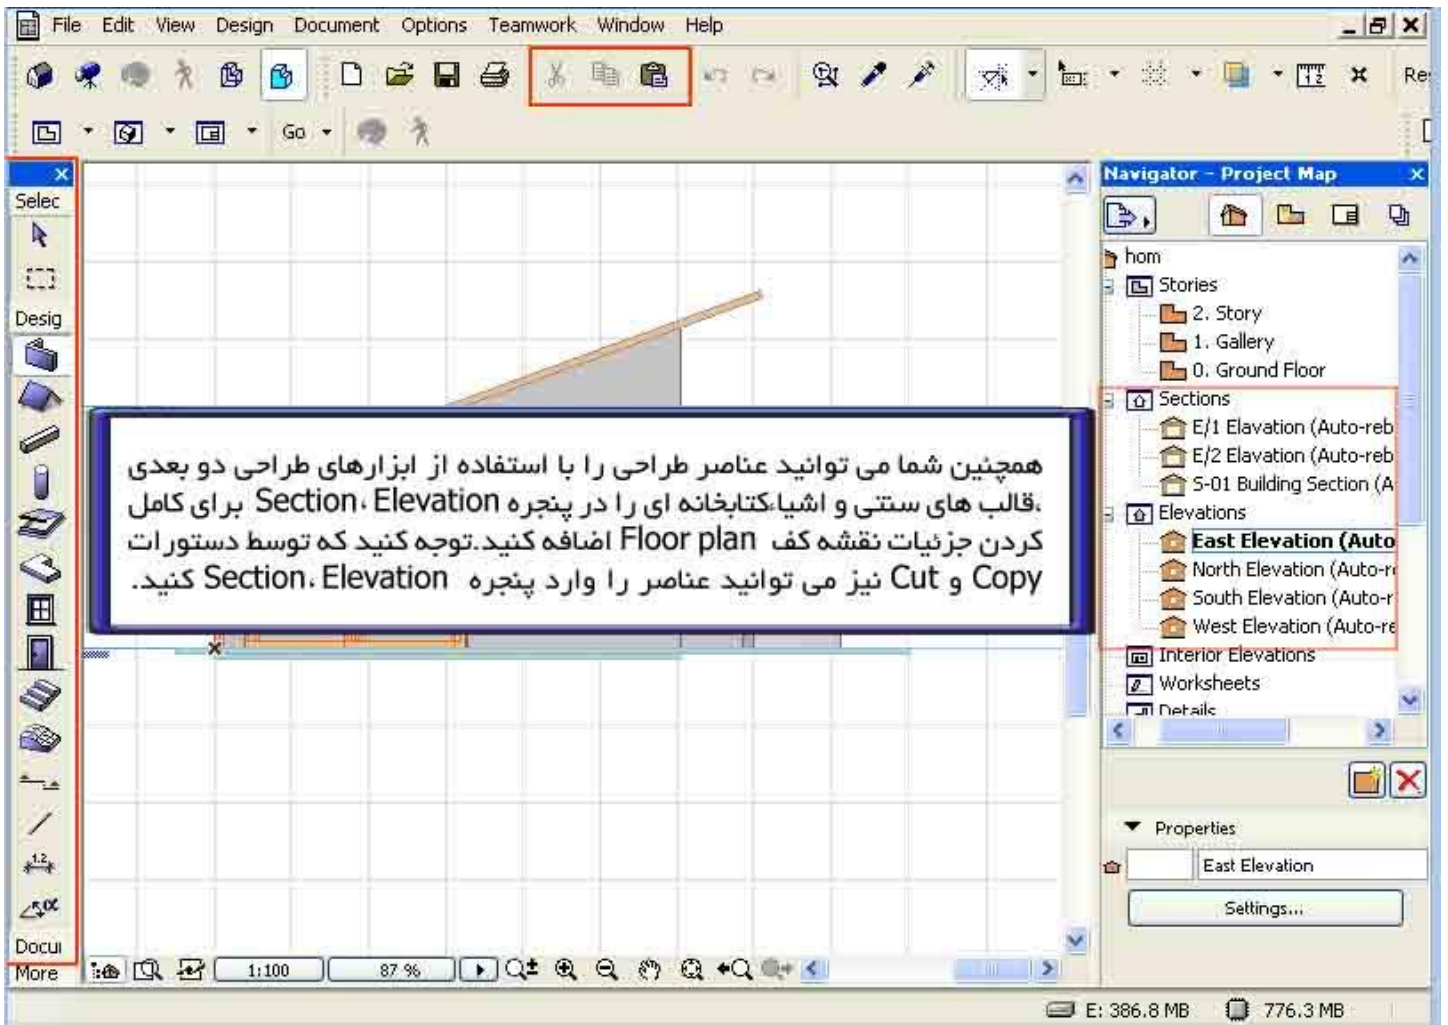 File Edit View Design Document Options Teamwork Window Help
Go
Selec
Desig
Docui
More
همچنین شما می توانید عناصر طراحی را با استفاده از ابزارهای طراحی دو بعدی
،قالب های سنتی و اشیاءکتابخانه ای را در پنجره Section، Elevation برای کامل
کردن جزئیات نقشه کف Floor plan اضافه کنید.توجه کنید که توسط دستورات
Copy و Cut نیز می توانید عناصر را وارد پنجره Section، Elevation کنید.
Navigator - Project Map
hom
Stories
2. Story
1. Gallery
0. Ground Floor
Sections
E/1 Elavation (Auto-reb
E/2 Elavation (Auto-reb
S-01 Building Section (A
Elevations
East Elevation (Auto
North Elevation (Auto-r
South Elevation (Auto-r
West Elevation (Auto-re
Interior Elevations
Worksheets
Details
Properties
East Elevation
Settings...
1:100 87 %
E: 386.8 MB 776.3 MB